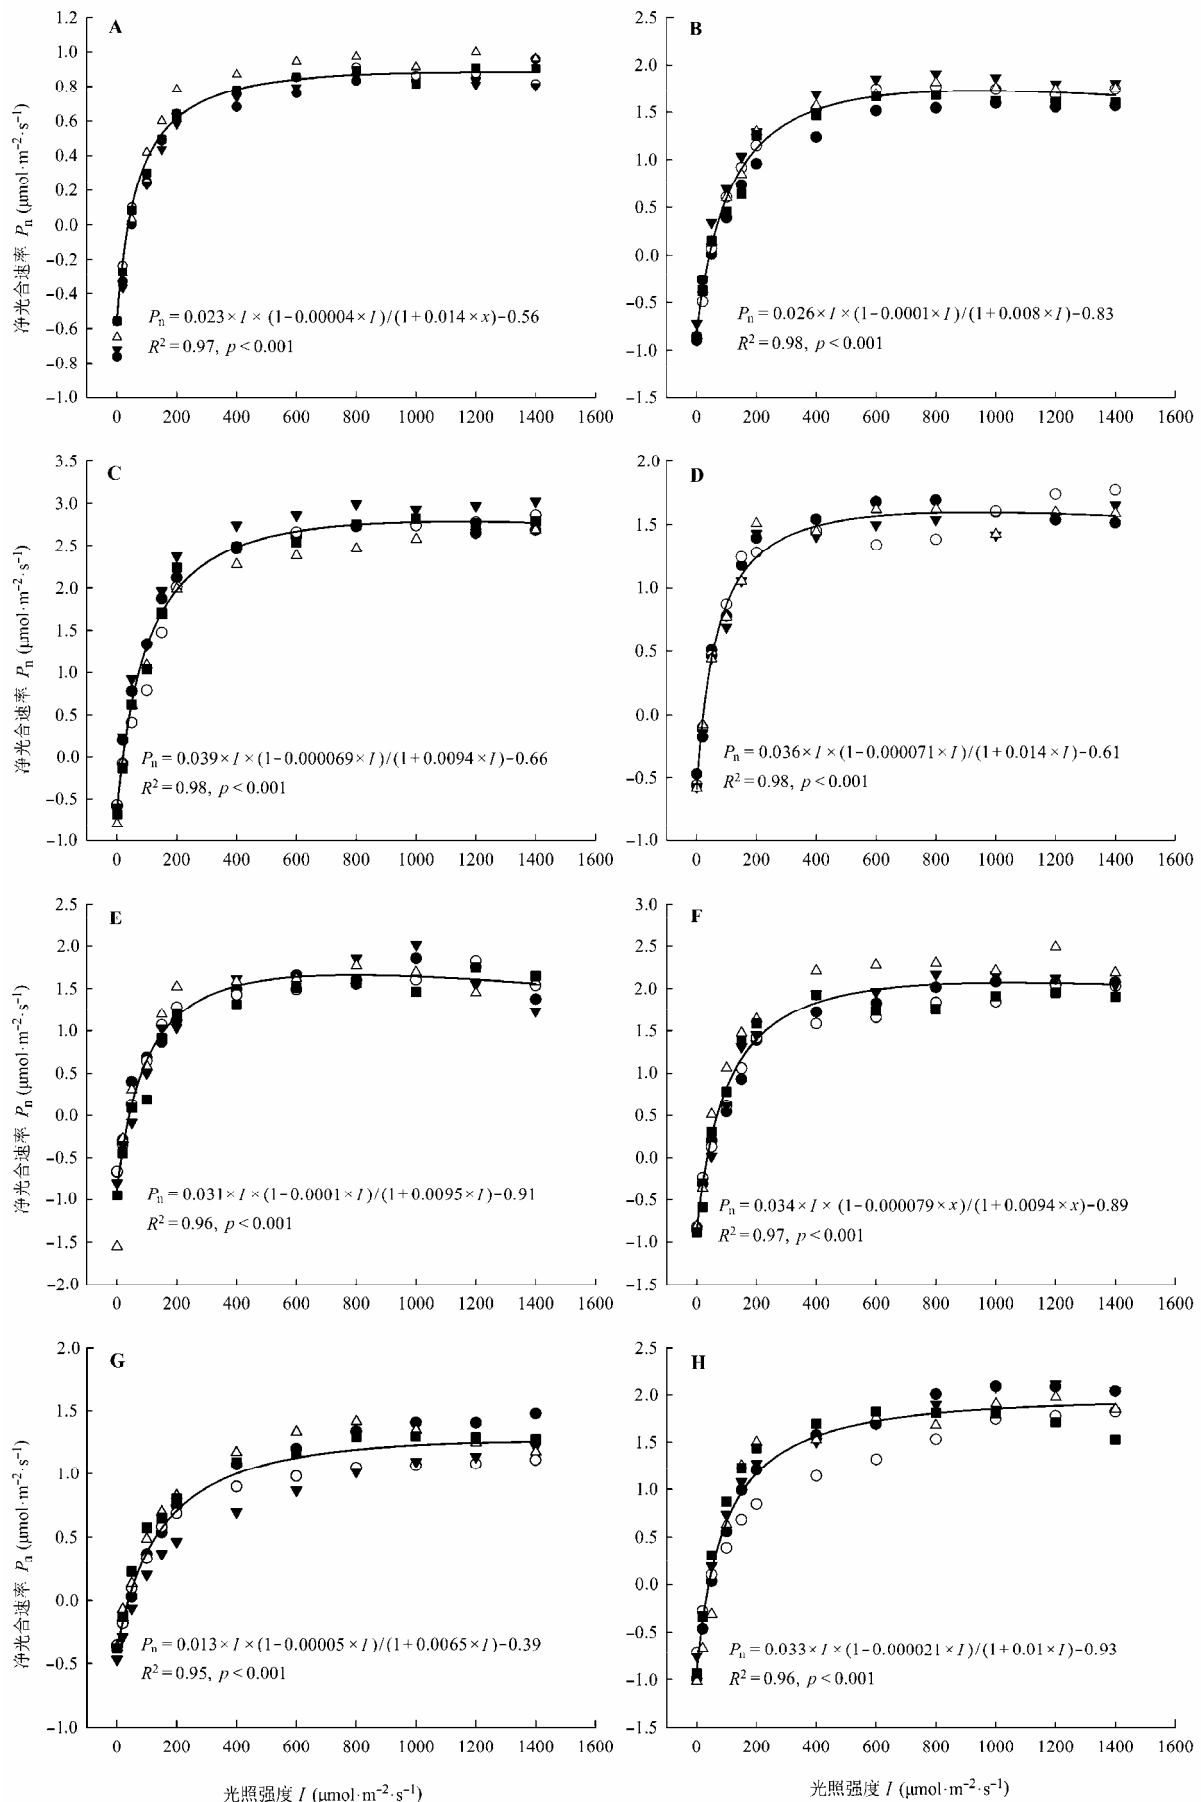 A
净光合速率 Pn (μmol·m⁻²·s⁻¹)
1.2
1.0
0.8
0.6
0.4
0.2
0.0
−0.2
−0.4
−0.6
−0.8
−1.0
Pn = 0.023×I×(1−0.00004×I)/(1+0.014×x)−0.56
R² = 0.97, p < 0.001
0 200 400 600 800 1000 1200 1400 1600
B
2.5
2.0
1.5
1.0
0.5
0.0
−0.5
−1.0
−1.5
Pn = 0.026×I×(1−0.0001×I)/(1+0.008×I)−0.83
R² = 0.98, p < 0.001
0 200 400 600 800 1000 1200 1400 1600
C
净光合速率 Pn (μmol·m⁻²·s⁻¹)
3.5
3.0
2.5
2.0
1.5
1.0
0.5
0.0
−0.5
−1.0
Pn = 0.039×I×(1−0.000069×I)/(1+0.0094×I)−0.66
R² = 0.98, p < 0.001
0 200 400 600 800 1000 1200 1400 1600
D
2.0
1.5
1.0
0.5
0.0
−0.5
−1.0
Pn = 0.036×I×(1−0.000071×I)/(1+0.014×I)−0.61
R² = 0.98, p < 0.001
0 200 400 600 800 1000 1200 1400 1600
E
净光合速率 Pn (μmol·m⁻²·s⁻¹)
2.5
2.0
1.5
1.0
0.5
0.0
−0.5
−1.0
−1.5
−2.0
Pn = 0.031×I×(1−0.0001×I)/(1+0.0095×I)−0.91
R² = 0.96, p < 0.001
0 200 400 600 800 1000 1200 1400 1600
F
3.0
2.5
2.0
1.5
1.0
0.5
0.0
−0.5
−1.0
−1.5
Pn = 0.034×I×(1−0.000079×x)/(1+0.0094×x)−0.89
R² = 0.97, p < 0.001
0 200 400 600 800 1000 1200 1400 1600
G
净光合速率 Pn (μmol·m⁻²·s⁻¹)
2.0
1.5
1.0
0.5
0.0
−0.5
−1.0
Pn = 0.013×I×(1−0.00005×I)/(1+0.0065×I)−0.39
R² = 0.95, p < 0.001
0 200 400 600 800 1000 1200 1400 1600
光照强度 I (μmol·m⁻²·s⁻¹)
H
2.5
2.0
1.5
1.0
0.5
0.0
−0.5
−1.0
−1.5
Pn = 0.033×I×(1−0.000021×I)/(1+0.01×I)−0.93
R² = 0.96, p < 0.001
0 200 400 600 800 1000 1200 1400 1600
光照强度 I (μmol·m⁻²·s⁻¹)